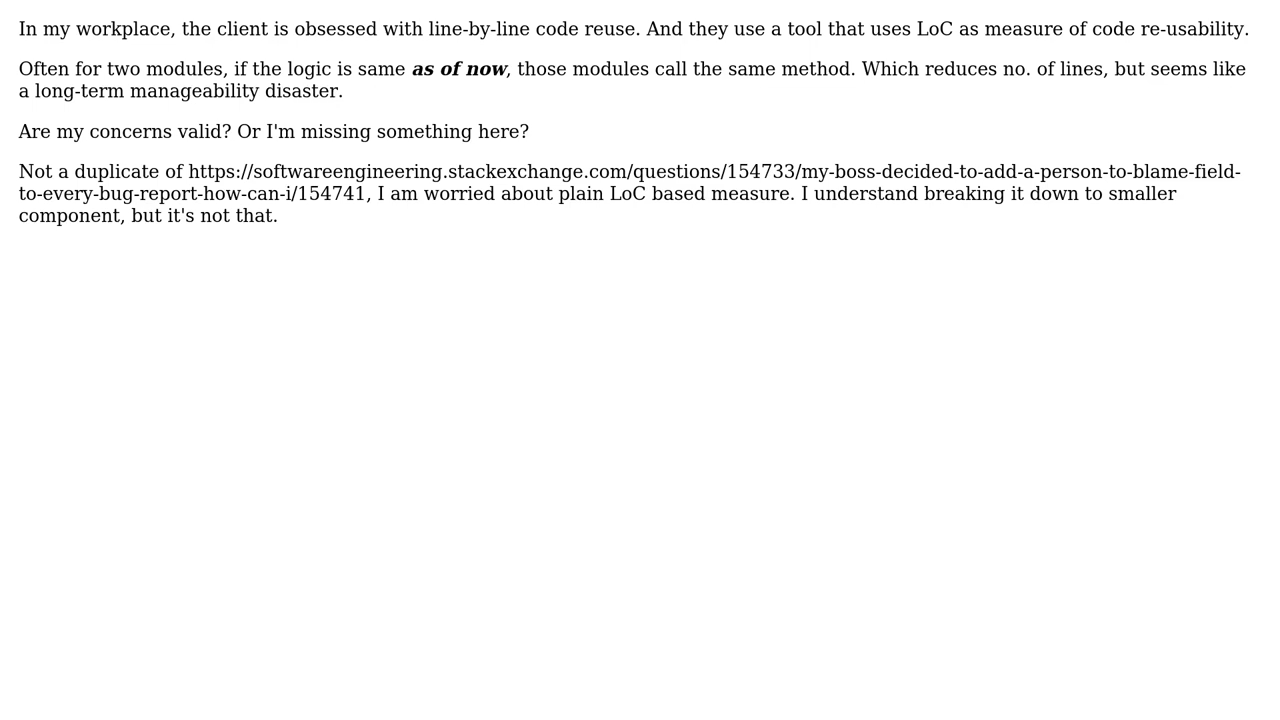 In my workplace, the client is obsessed with line-by-line code reuse. And they use a tool that uses LoC as measure of code re-usability.
Often for two modules, if the logic is same as of now, those modules call the same method. Which reduces no. of lines, but seems like
a long-term manageability disaster.
Are my concerns valid? Or I'm missing something here?
Not a duplicate of https://softwareengineering.stackexchange.com/questions/154733/my-boss-decided-to-add-a-person-to-blame-field-
to-every-bug-report-how-can-i/154741, I am worried about plain LoC based measure. I understand breaking it down to smaller
component, but it's not that.